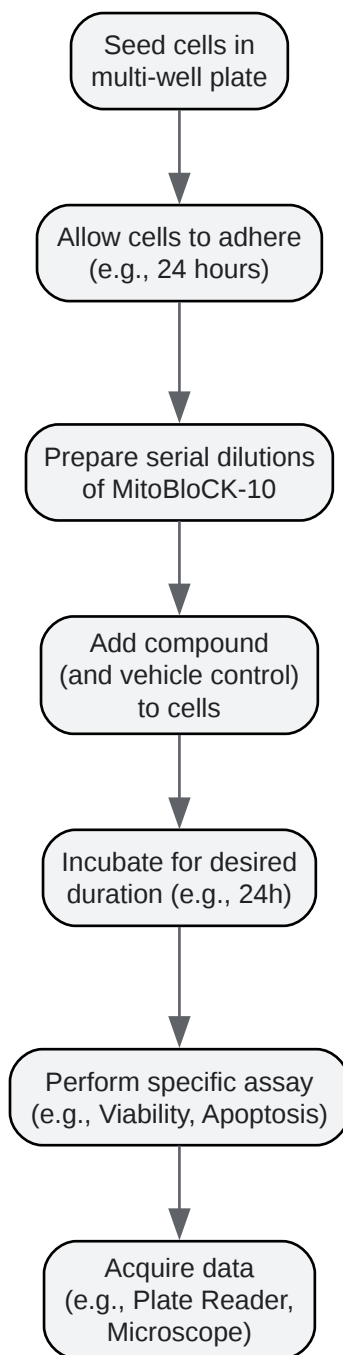 Seed cells in
multi-well plate
Allow cells to adhere
(e.g., 24 hours)
Prepare serial dilutions
of MitoBloCK-10
Add compound
(and vehicle control)
to cells
Incubate for desired
duration (e.g., 24h)
Perform specific assay
(e.g., Viability, Apoptosis)
Acquire data
(e.g., Plate Reader,
Microscope)